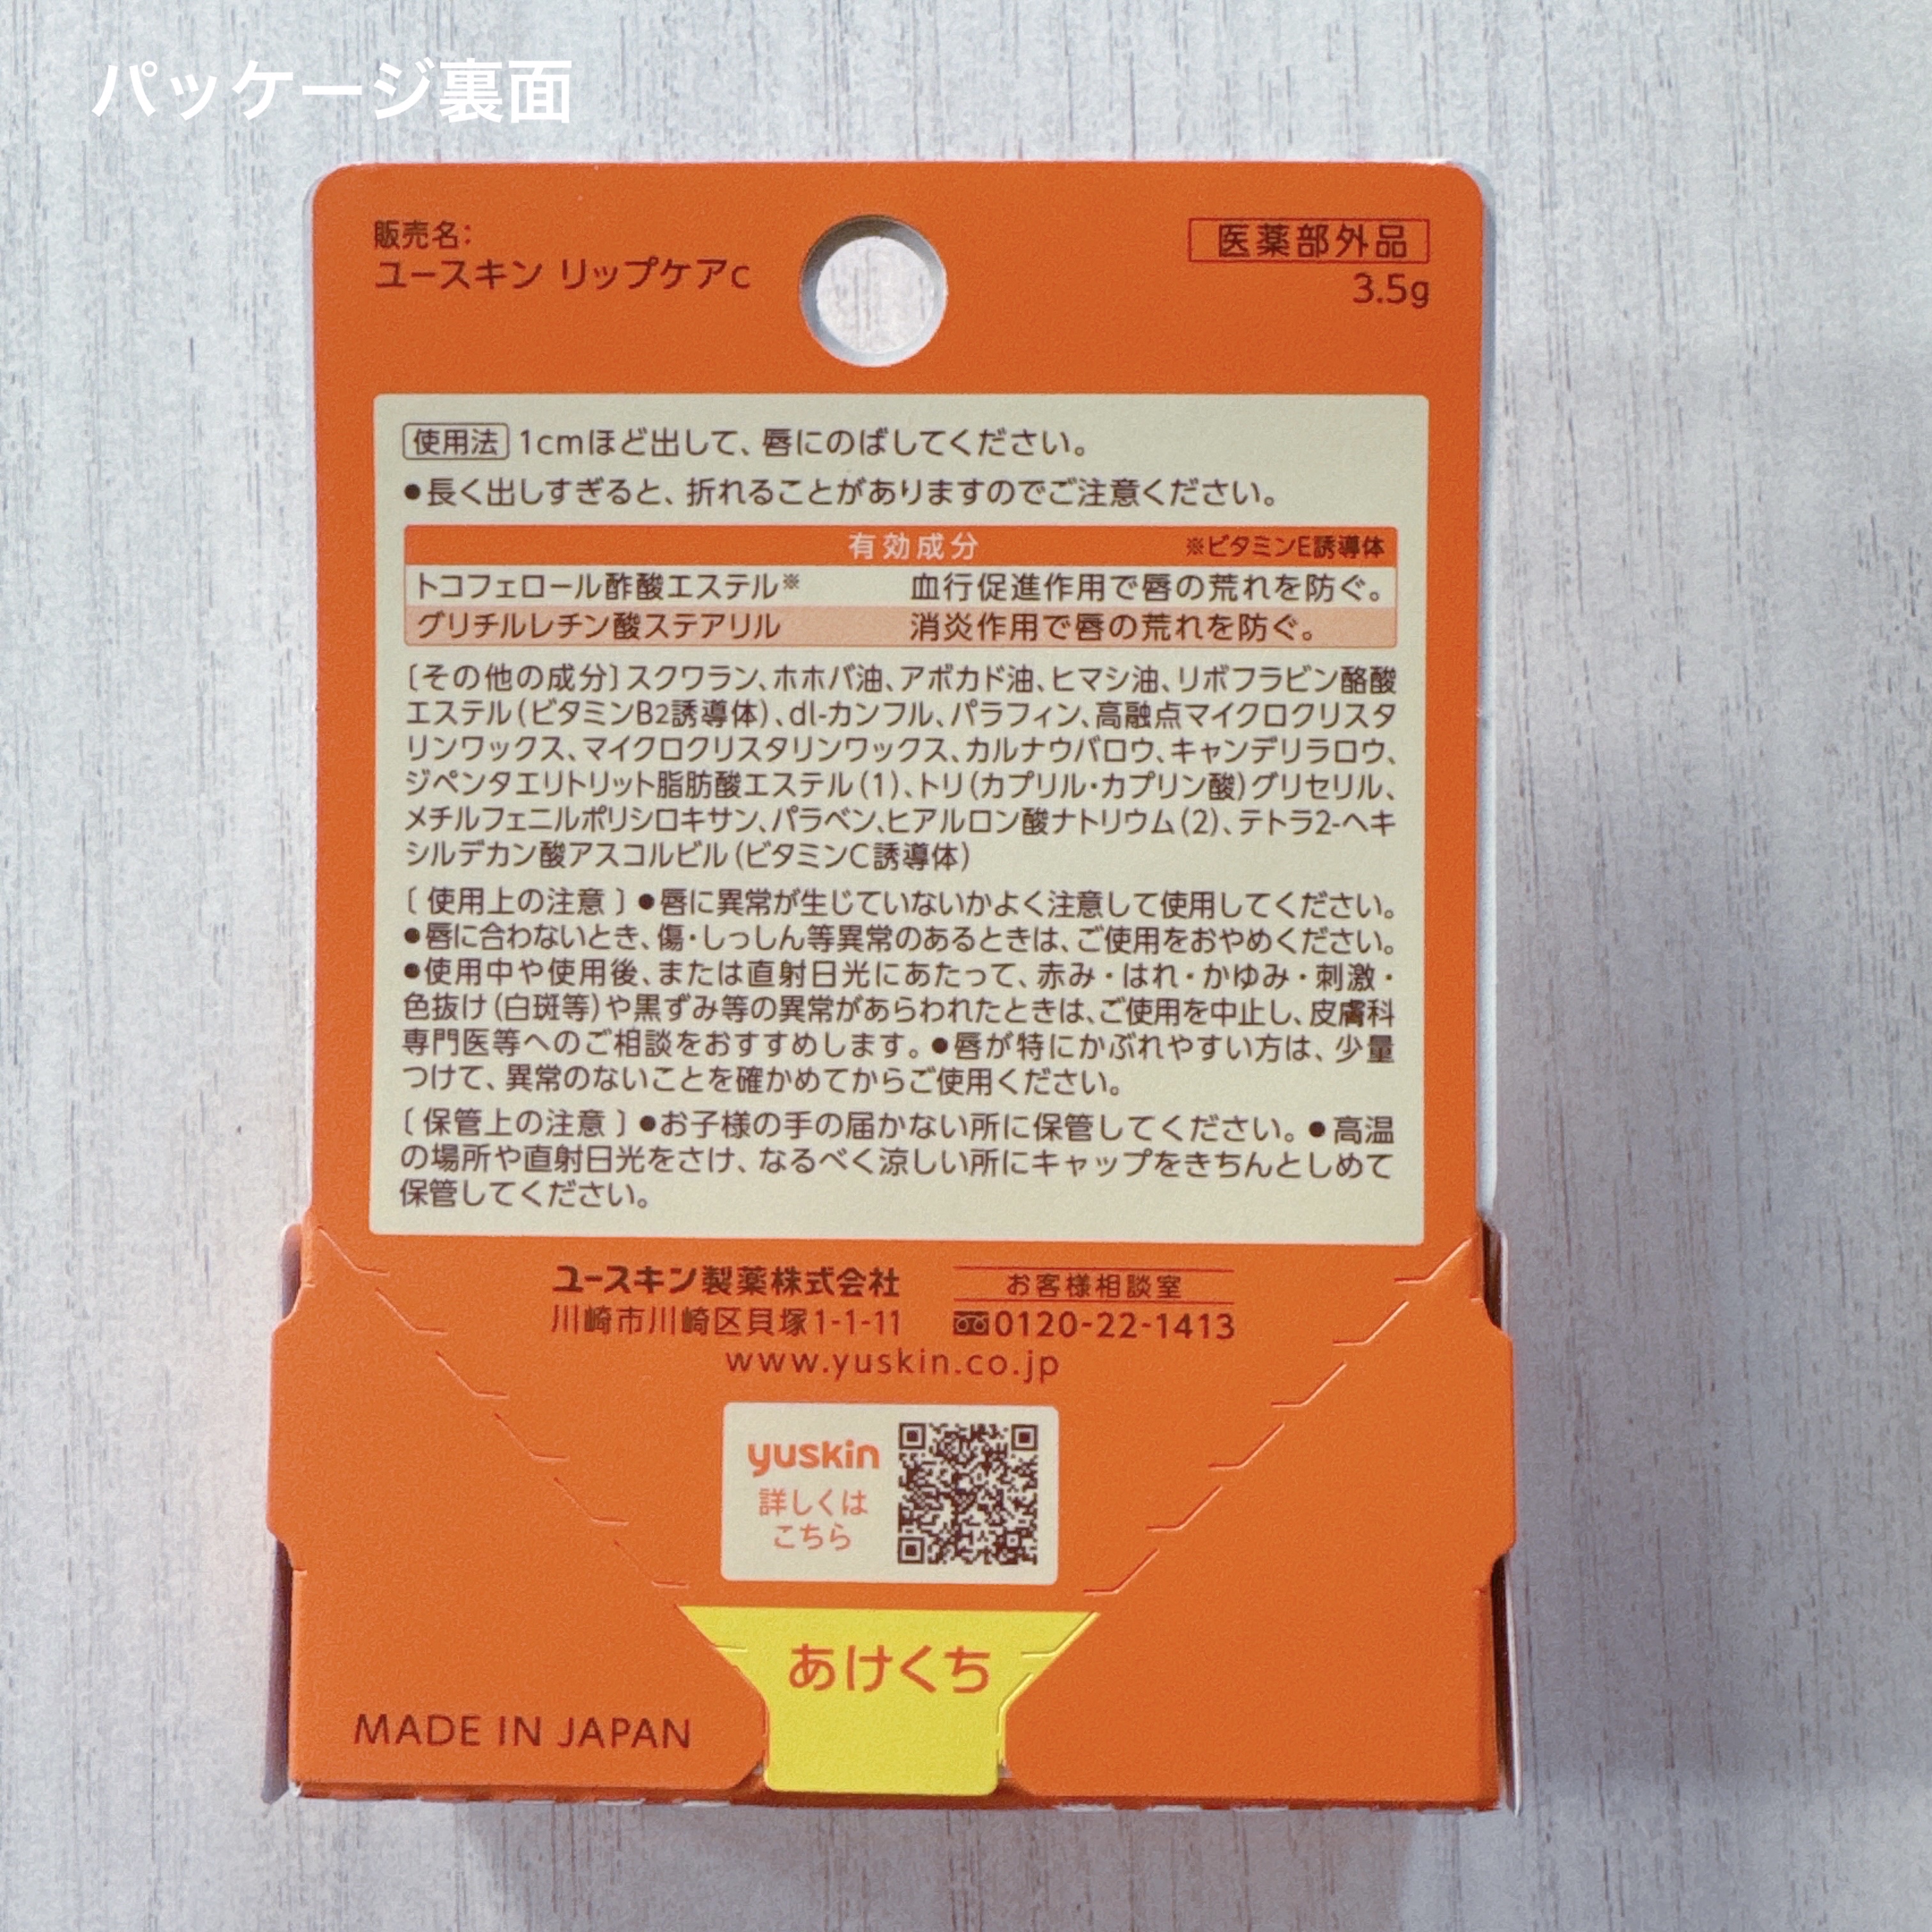 パッケージ裏面
販売名:
ユースキン リップケアc
医薬部外品
3.5g
使用法 1cmほど出して、唇にのばしてください。
●長く出しすぎると、折れることがありますのでご注意ください。
有効成分 ※ビタミンE誘導体
トコフェロール酢酸エステル※ 血行促進作用で唇の荒れを防ぐ。
グリチルレチン酸ステアリル 消炎作用で唇の荒れを防ぐ。
〔その他の成分〕スクワラン、ホホバ油、アボカド油、ヒマシ油、リボフラビン酪酸
エステル(ビタミンB2誘導体)、dl-カンフル、パラフィン、高融点マイクロクリスタ
リンワックス、マイクロクリスタリンワックス、カルナウバロウ、キャンデリラロウ、
ジペンタエリトリット脂肪酸エステル(1)、トリ(カプリル・カプリン酸)グリセリル、
メチルフェニルポリシロキサン、パラベン、ヒアルロン酸ナトリウム(2)、テトラ2-ヘキ
シルデカン酸アスコルビル(ビタミンC誘導体)
〔使用上の注意〕●唇に異常が生じていないかよく注意して使用してください。
●唇に合わないとき、傷・しっしん等異常のあるときは、ご使用をおやめください。
●使用中や使用後、または直射日光にあたって、赤み・はれ・かゆみ・刺激・
色抜け(白斑等)や黒ずみ等の異常があらわれたときは、ご使用を中止し、皮膚科
専門医等へのご相談をおすすめします。●唇が特にかぶれやすい方は、少量
つけて、異常のないことを確かめてからご使用ください。
〔保管上の注意〕●お子様の手の届かない所に保管してください。●高温
の場所や直射日光をさけ、なるべく涼しい所にキャップをきちんとしめて
保管してください。
ユースキン製薬株式会社
川崎市川崎区貝塚1-1-11
お客様相談室
0120-22-1413
www.yuskin.co.jp
yuskin
詳しくは
こちら
あけくち
MADE IN JAPAN